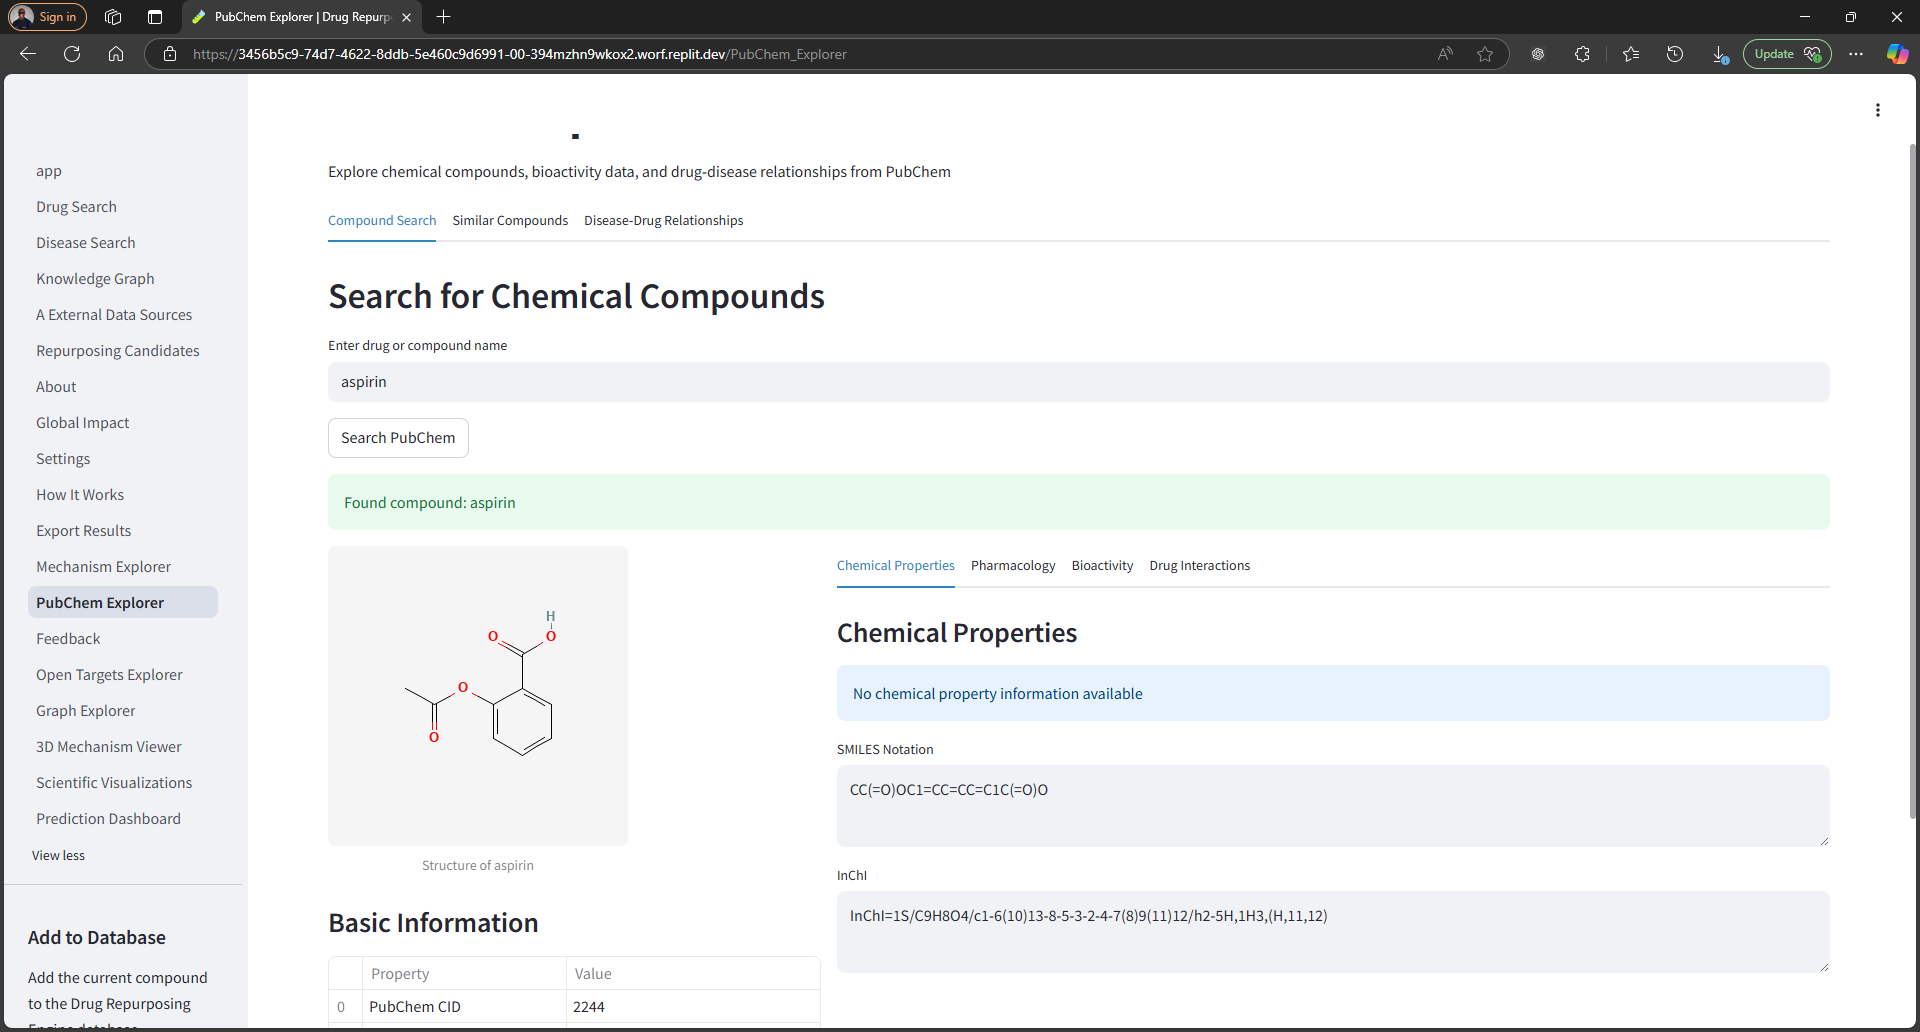 Sign in
PubChem Explorer | Drug Repurp
https://3456b5c9-74d7-4622-8ddb-5e460c9d6991-00-394mzhn9wkox2.worf.replit.dev/PubChem_Explorer
Update
app
Drug Search
Disease Search
Knowledge Graph
A External Data Sources
Repurposing Candidates
About
Global Impact
Settings
How It Works
Export Results
Mechanism Explorer
PubChem Explorer
Feedback
Open Targets Explorer
Graph Explorer
3D Mechanism Viewer
Scientific Visualizations
Prediction Dashboard
View less
Add to Database
Add the current compound
to the Drug Repurposing
Engine database
Explore chemical compounds, bioactivity data, and drug-disease relationships from PubChem
Compound Search
Similar Compounds
Disease-Drug Relationships
Search for Chemical Compounds
Enter drug or compound name
aspirin
Search PubChem
Found compound: aspirin
H
O
O
O
O
Structure of aspirin
Basic Information
Property Value
0 PubChem CID 2244
Chemical Properties
Pharmacology
Bioactivity
Drug Interactions
Chemical Properties
No chemical property information available
SMILES Notation
CC(=O)OC1=CC=CC=C1C(=O)O
InChI
InChI=1S/C9H8O4/c1-6(10)13-8-5-3-2-4-7(8)9(11)12/h2-5H,1H3,(H,11,12)